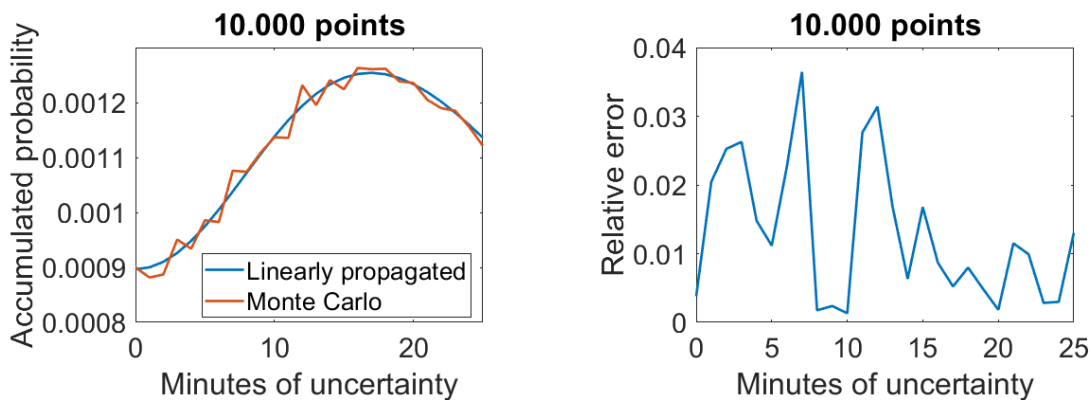 10.000 points
Accumulated probability
0.0012
0.0011
0.001
0.0009
0.0008
Linearly propagated
Monte Carlo
0
10
20
Minutes of uncertainty
10.000 points
Relative error
0.04
0.03
0.02
0.01
0
0
5
10
15
20
25
Minutes of uncertainty